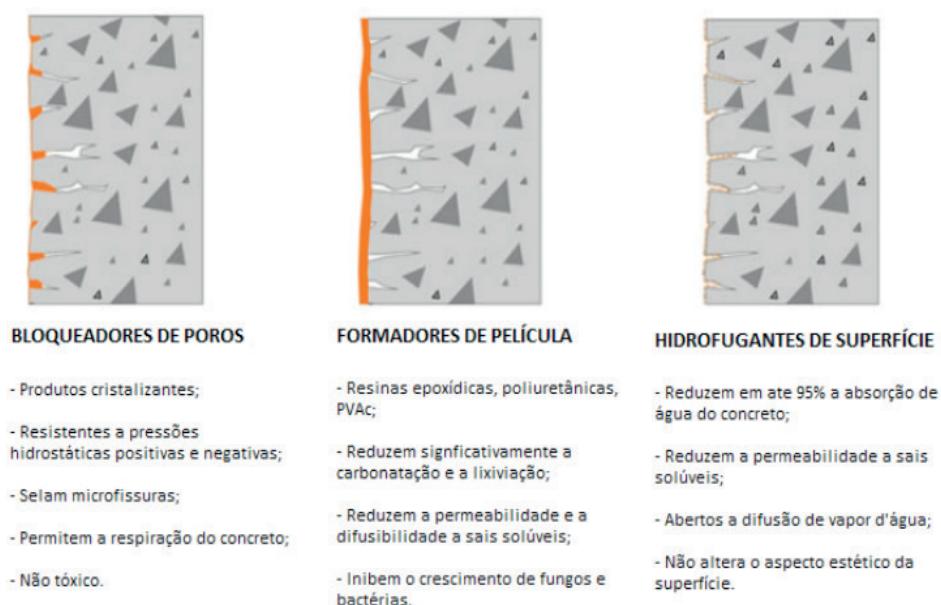 BLOQUEADORES DE POROS
- Produtos cristalizantes;
- Resistentes a pressões
hidrostáticas positivas e negativas;
- Selam microfissuras;
- Permitem a respiração do concreto;
- Não tóxico.
FORMADORES DE PELÍCULA
- Resinas epoxídicas, poliuretânicas,
PVAc;
- Reduzem signficativamente a
carbonatação e a lixiviação;
- Reduzem a permeabilidade e a
difusibilidade a sais solúveis;
- Inibem o crescimento de fungos e
bactérias.
HIDROFUGANTES DE SUPERFÍCIE
- Reduzem em ate 95% a absorção de
água do concreto;
- Reduzem a permeabilidade a sais
solúveis;
- Abertos a difusão de vapor d'água;
- Não altera o aspecto estético da
superfície.